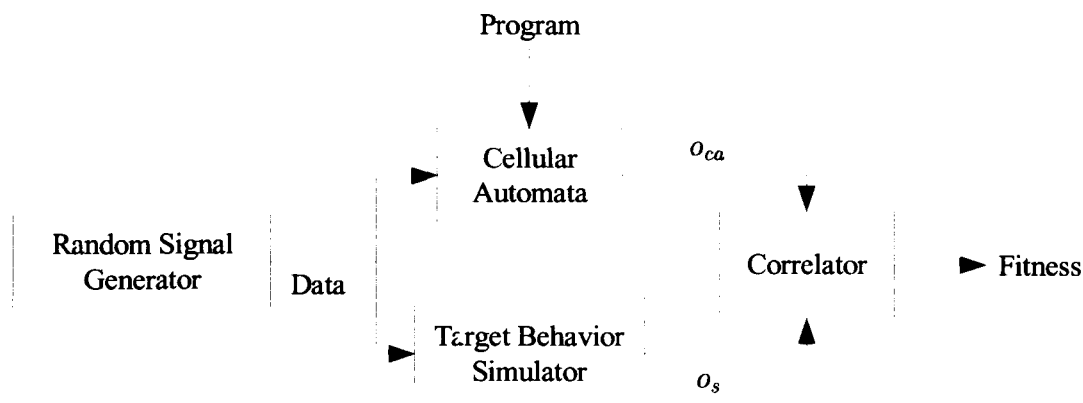 Program
Cellular
Automata
o_ca
Random Signal
Generator
Data
Correlator
Fitness
Target Behavior
Simulator
o_s